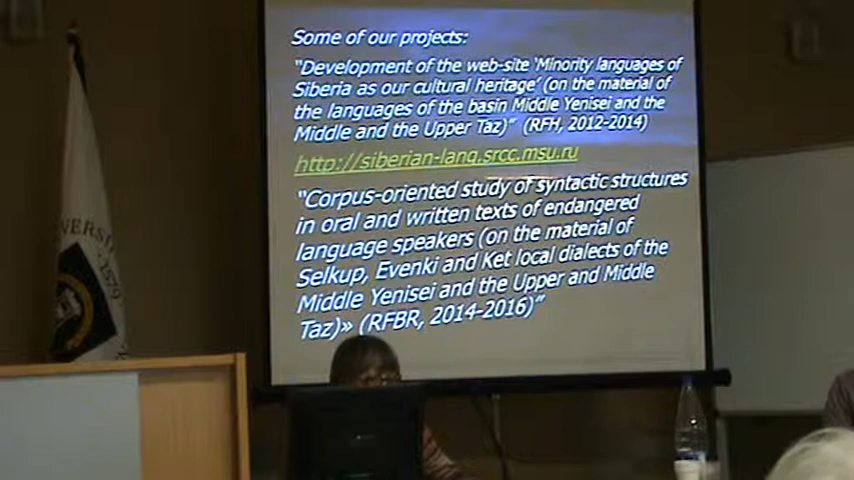 Some of our projects:
"Development of the web-site 'Minority languages of
Siberia as our cultural heritage' (on the material of
the languages of the basin Middle Yenisei and the
Middle and the Upper Taz)" (RFH, 2012-2014)
http://siberian-lang.srcc.msu.ru
"Corpus-oriented study of syntactic structures
in oral and written texts of endangered
language speakers (on the material of
Selkup, Evenki and Ket local dialects of the
Middle Yenisei and the Upper and Middle
Taz)» (RFBR, 2014-2016)"
VERSI
1579